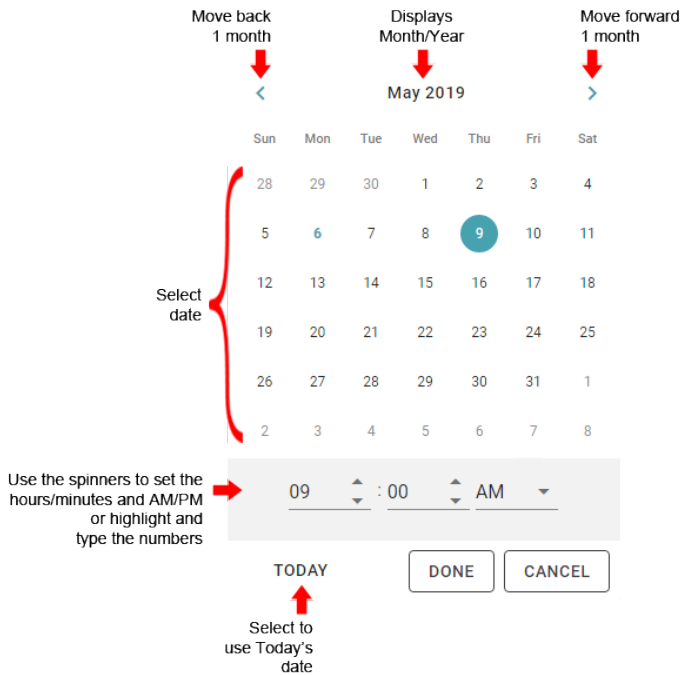 Move back
1 month
Displays
Month/Year
Move forward
1 month
May 2019
Sun Mon Tue Wed Thu Fri Sat
28 29 30 1 2 3 4
5 6 7 8 9 10 11
12 13 14 15 16 17 18
19 20 21 22 23 24 25
26 27 28 29 30 31 1
2 3 4 5 6 7 8
Select
date
Use the spinners to set the
hours/minutes and AM/PM
or highlight and
type the numbers
09 : 00 AM
TODAY DONE CANCEL
Select to
use Today's
date